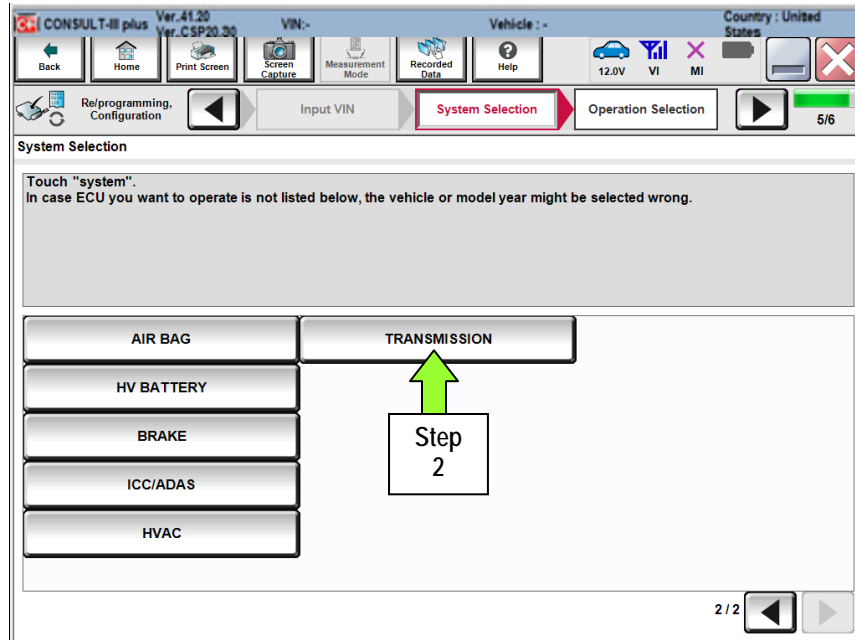 CONSULT-III plus Ver.41.20 VIN:- Vehicle : - Country : United
Ver.CSP20.30 States
Back Home Print Screen Screen Capture Measurement Mode Recorded Data Help 12.0V VI MI
Re/programming, Configuration Input VIN System Selection Operation Selection 5/6
System Selection
Touch "system".
In case ECU you want to operate is not listed below, the vehicle or model year might be selected wrong.
AIR BAG TRANSMISSION
HV BATTERY
BRAKE
ICC/ADAS
HVAC
Step
2
2 / 2